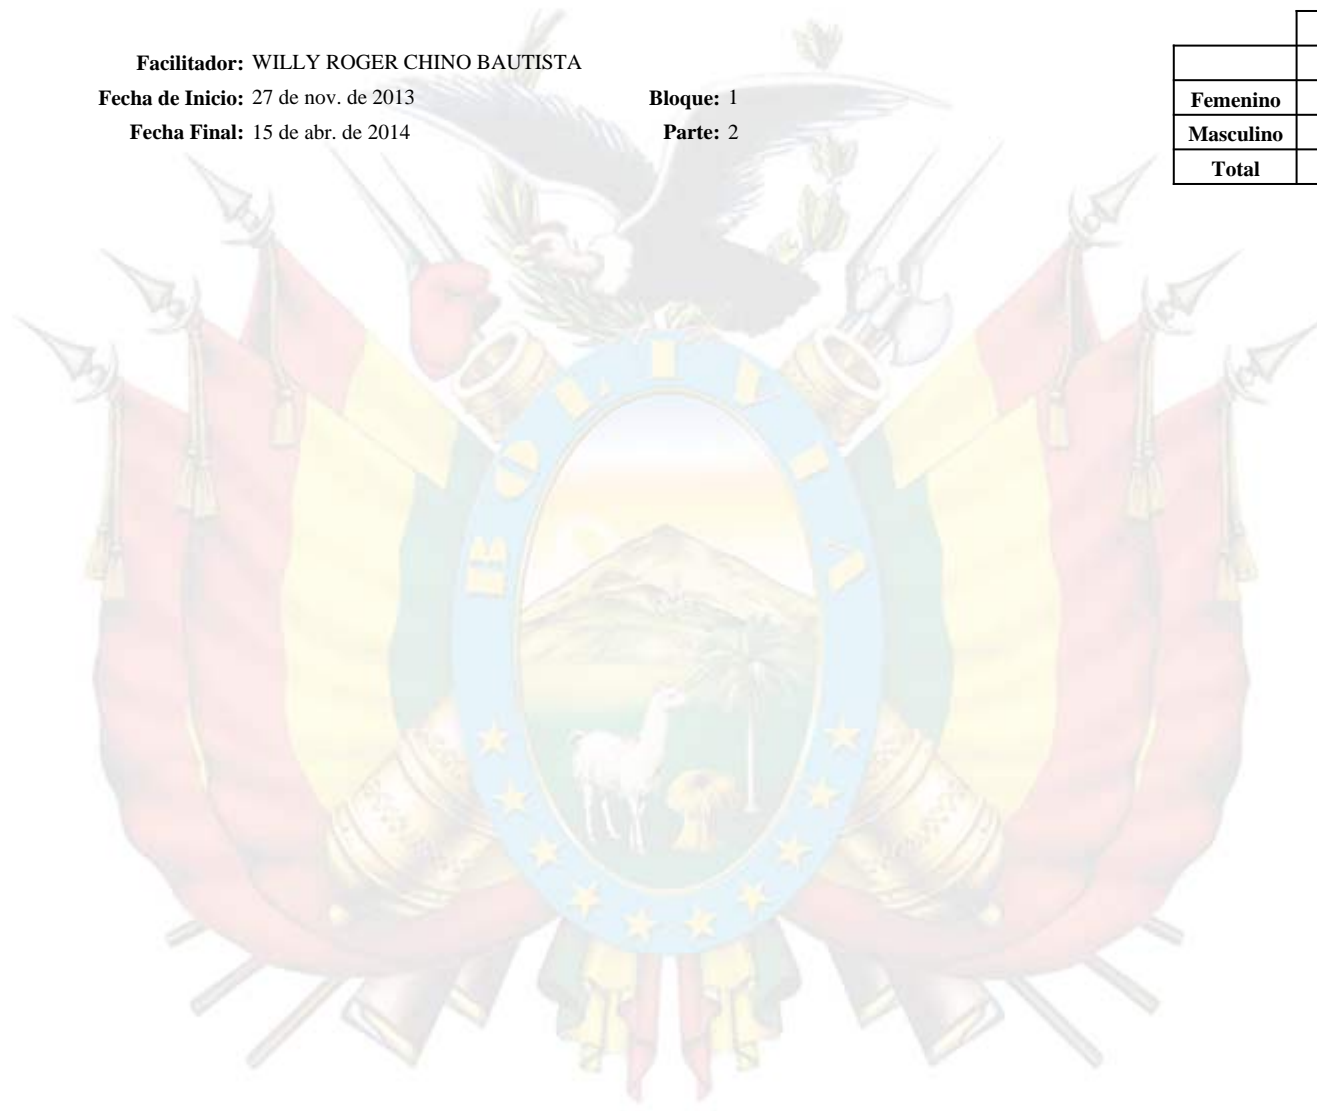 Facilitador: WILLY ROGER CHINO BAUTISTA
Fecha de Inicio: 27 de nov. de 2013 Bloque: 1
Fecha Final: 15 de abr. de 2014 Parte: 2
Femenino
Masculino
Total
BOLIVIA